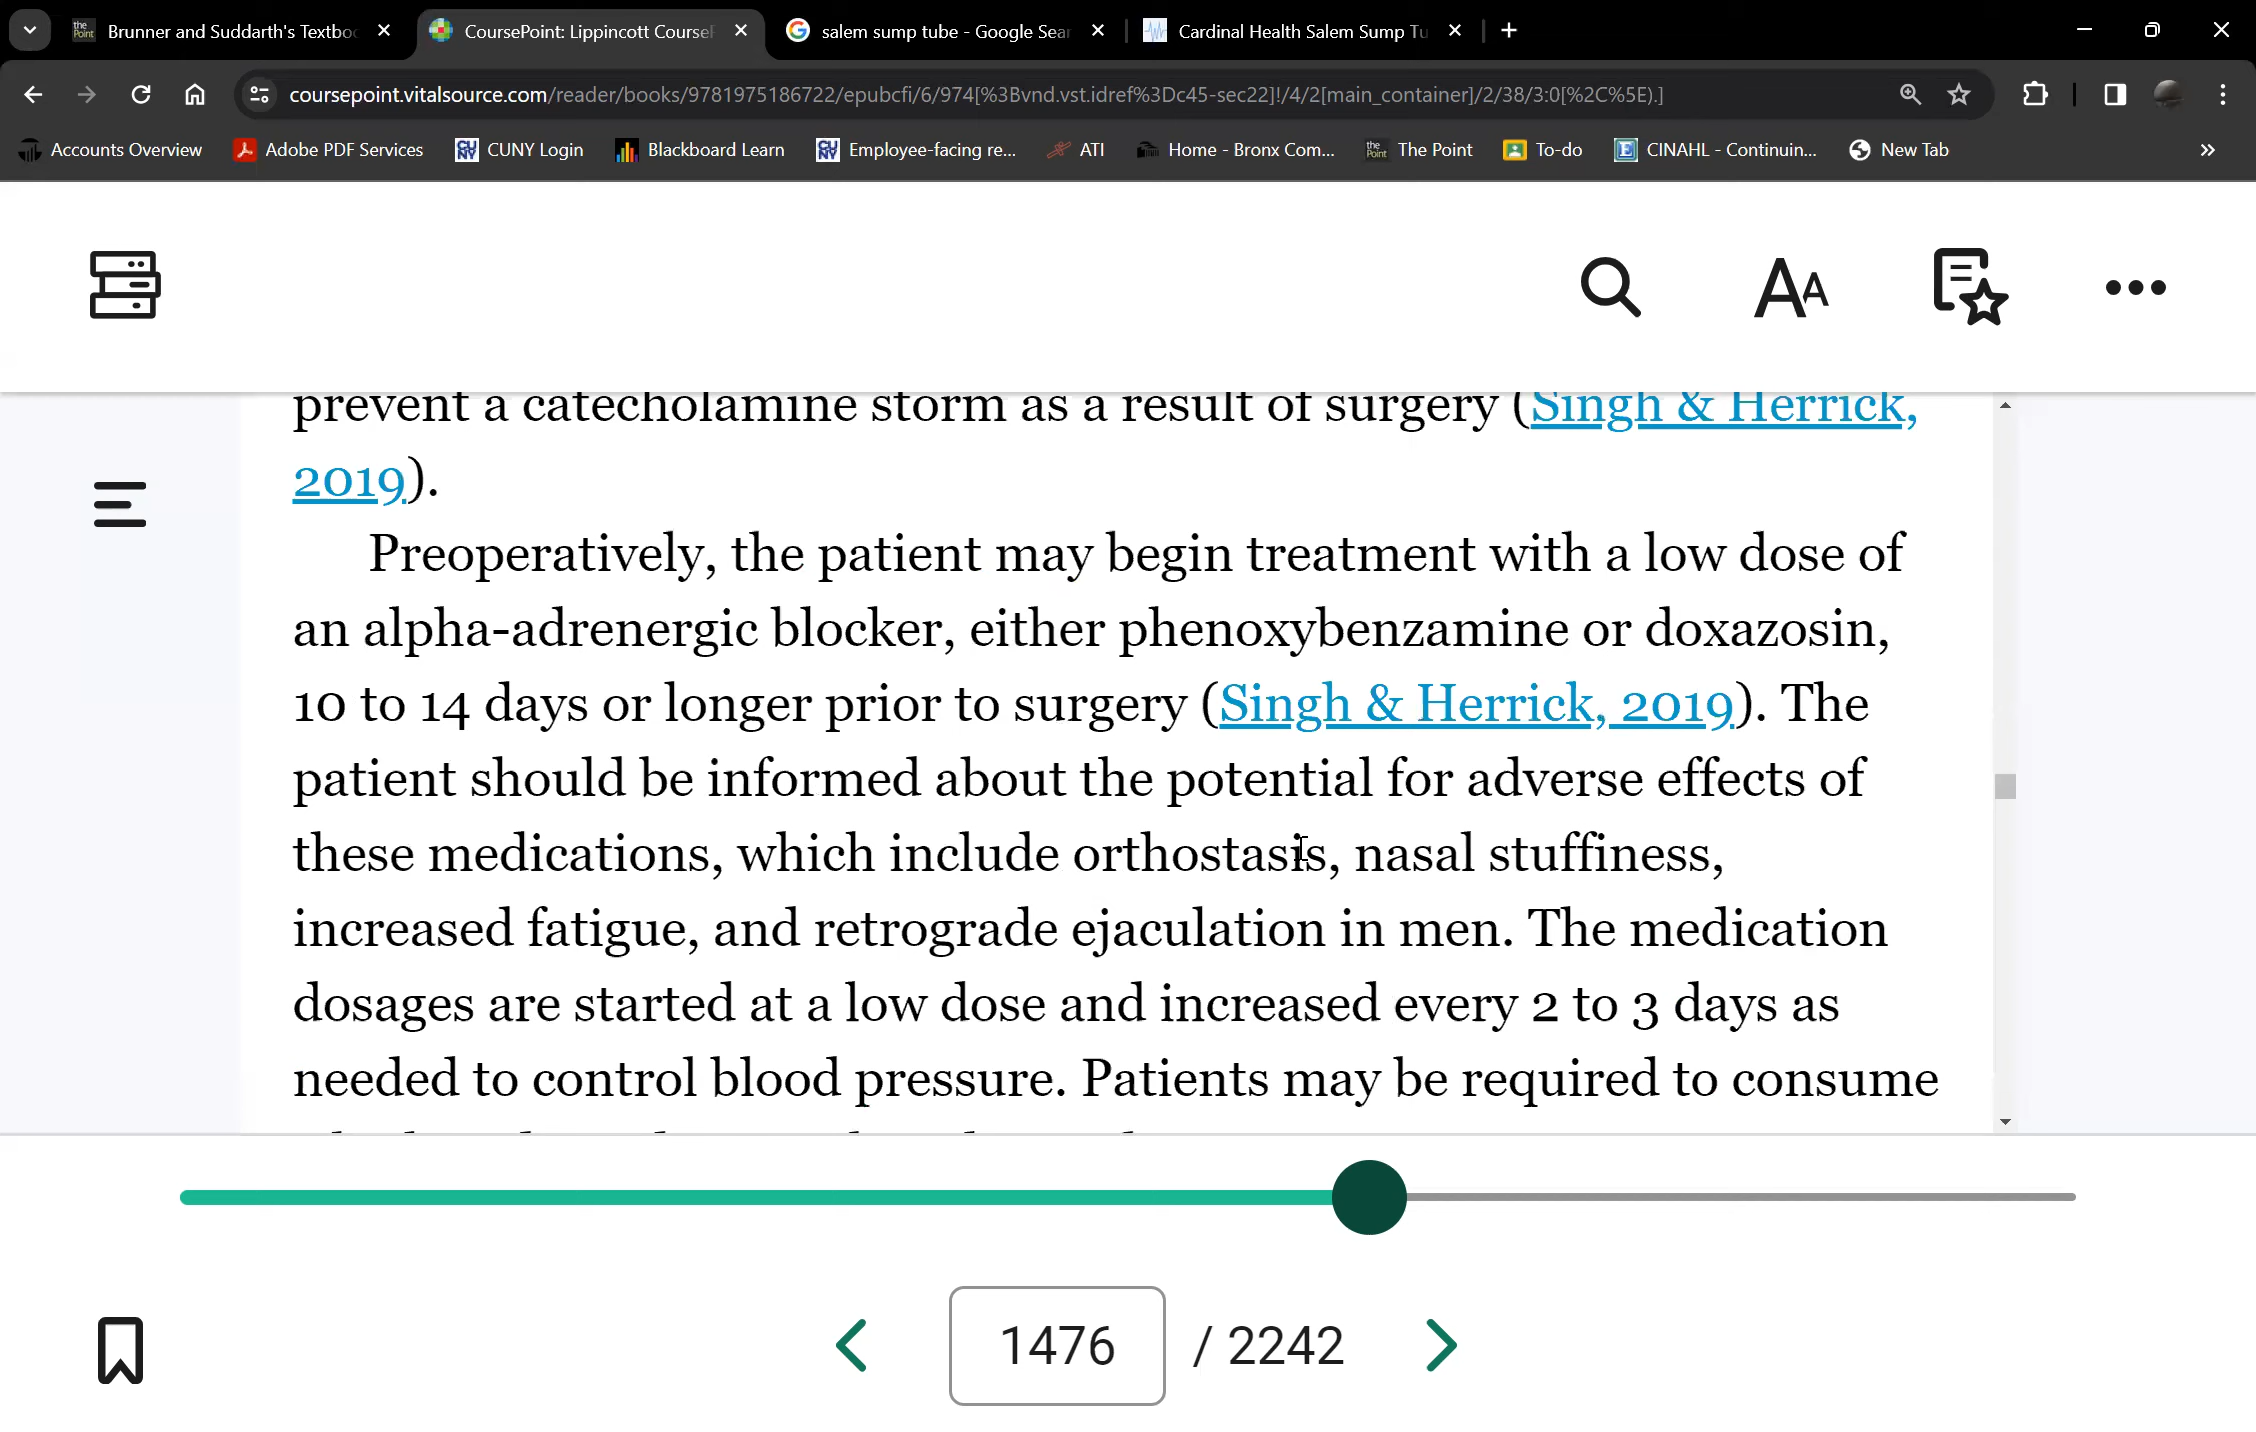 Brunner and Suddarth's Textbo
CoursePoint: Lippincott CourseP
salem sump tube - Google Sear
Cardinal Health Salem Sump Tu
coursepoint.vitalsource.com/reader/books/9781975186722/epubcfi/6/974[%3Bvnd.vst.idref%3Dc45-sec22]!/4/2[main_container]/2/38/3:0[%2C%5E).]
Accounts Overview
Adobe PDF Services
CUNY Login
Blackboard Learn
Employee-facing re...
ATI
Home - Bronx Com...
The Point
To-do
CINAHL - Continuin...
New Tab
AA
prevent a catecholamine storm as a result of surgery (Singh & Herrick,
2019).
Preoperatively, the patient may begin treatment with a low dose of
an alpha-adrenergic blocker, either phenoxybenzamine or doxazosin,
10 to 14 days or longer prior to surgery (Singh & Herrick, 2019). The
patient should be informed about the potential for adverse effects of
these medications, which include orthostasis, nasal stuffiness,
increased fatigue, and retrograde ejaculation in men. The medication
dosages are started at a low dose and increased every 2 to 3 days as
needed to control blood pressure. Patients may be required to consume
1476 / 2242